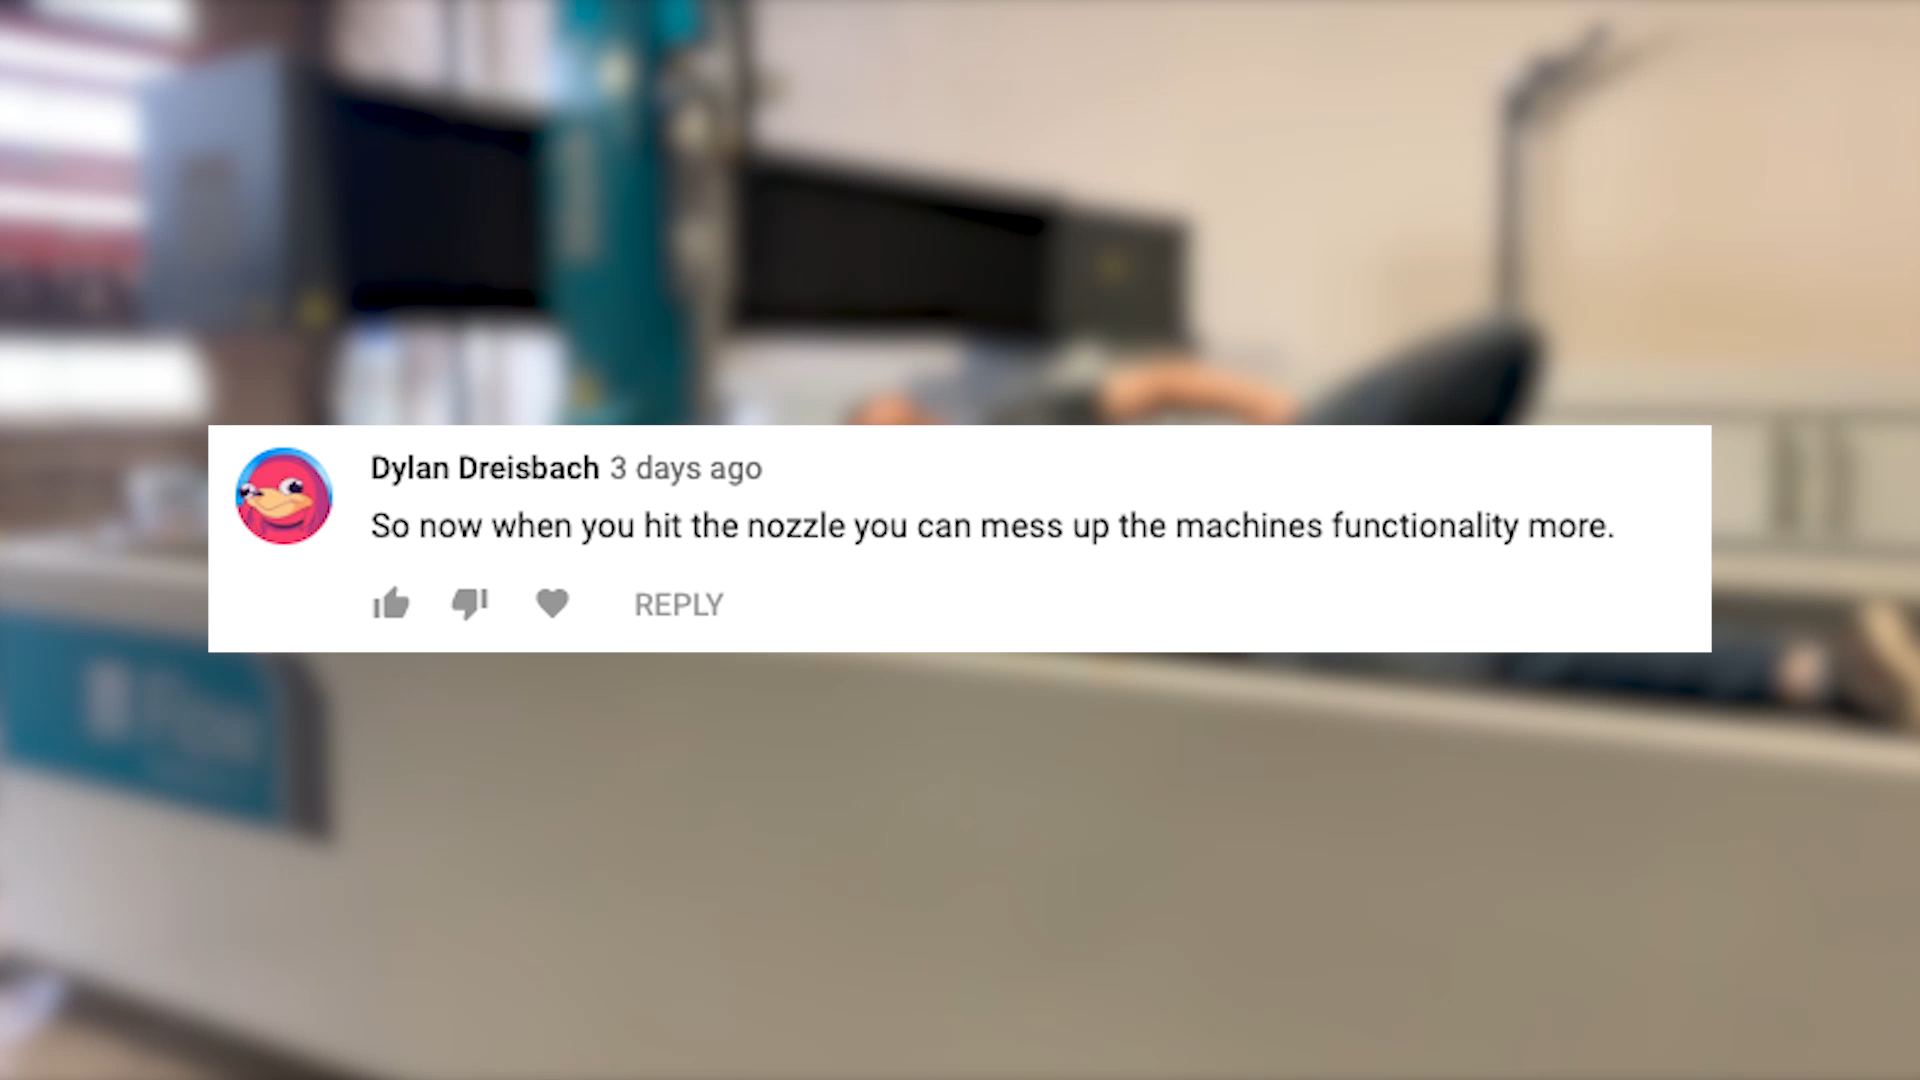 Dylan Dreisbach 3 days ago
So now when you hit the nozzle you can mess up the machines functionality more.
REPLY